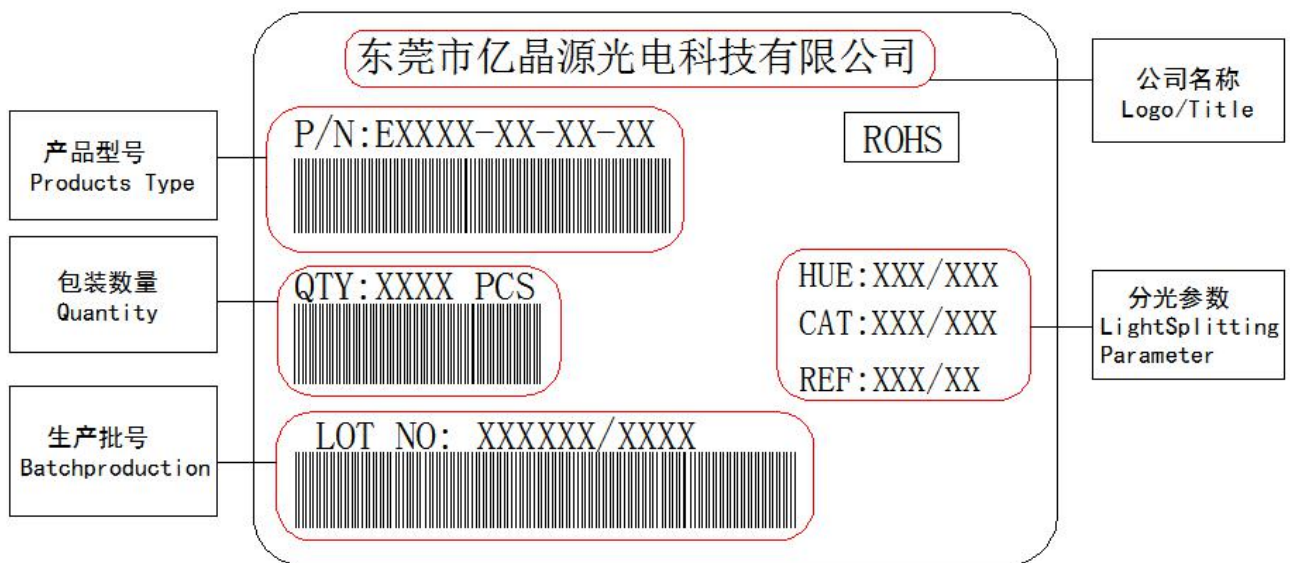 东莞市亿晶源光电科技有限公司
公司名称
Logo/Title
产品型号
Products Type
P/N:EXXXX-XX-XX-XX
ROHS
包装数量
Quantity
QTY:XXXX PCS
HUE:XXX/XXX
CAT:XXX/XXX
REF:XXX/XX
分光参数
LightSplitting
Parameter
生产批号
Batchproduction
LOT NO: XXXXXX/XXXX